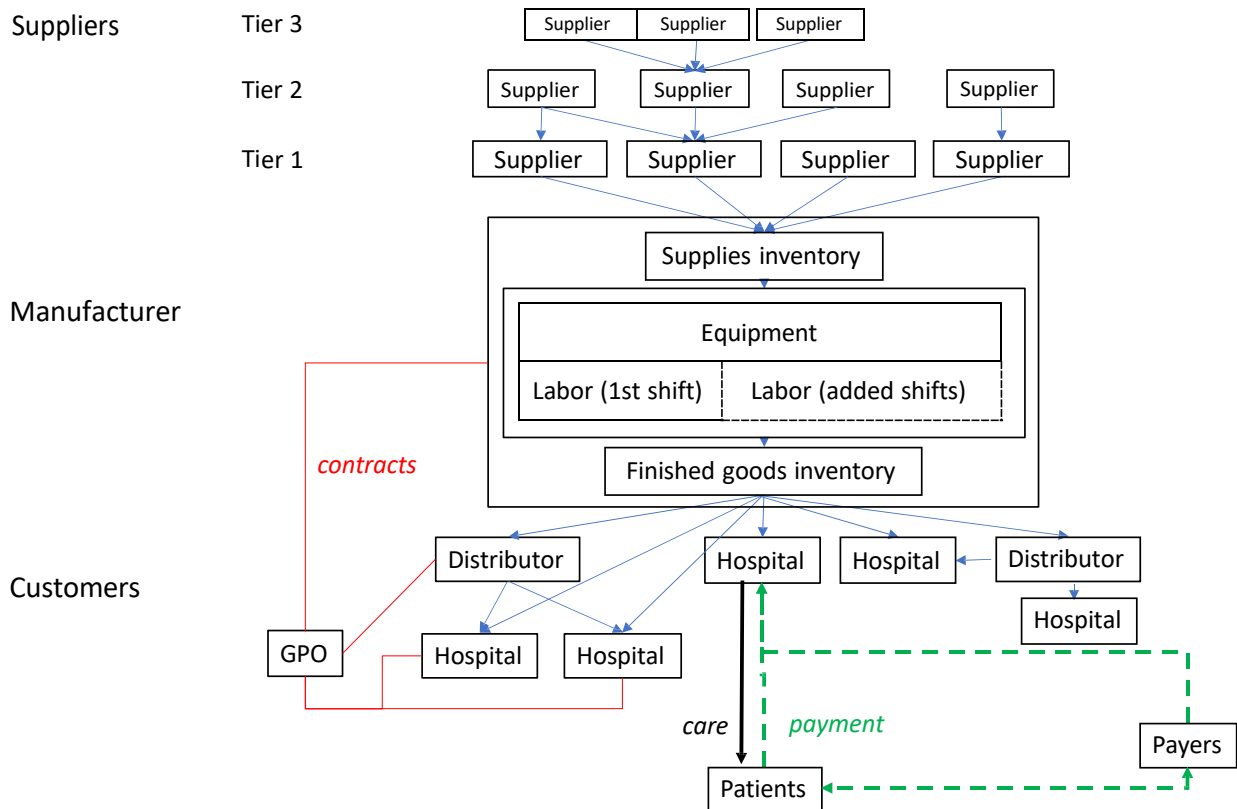 Suppliers
Tier 3
Supplier
Supplier
Supplier
Tier 2
Supplier
Supplier
Supplier
Supplier
Tier 1
Supplier
Supplier
Supplier
Supplier
Supplies inventory
Manufacturer
Equipment
Labor (1st shift)
Labor (added shifts)
contracts
Finished goods inventory
Customers
Distributor
Hospital
Hospital
Distributor
Hospital
GPO
Hospital
Hospital
care
payment
Payers
Patients